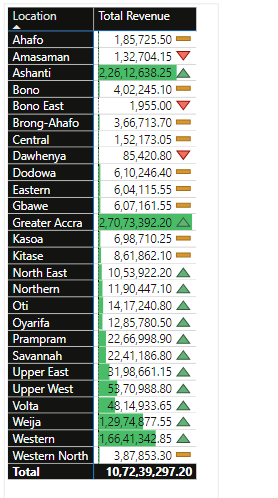 Location Total Revenue
Ahafo 1,85,725.50
Amasaman 1,32,704.15
Ashanti 2,26,12,638.25
Bono 4,02,245.10
Bono East 1,955.00
Brong-Ahafo 3,66,713.70
Central 1,52,173.05
Dawhenya 85,420.80
Dodowa 6,10,246.40
Eastern 6,04,115.55
Gbawe 6,07,161.55
Greater Accra 2,70,73,392.20
Kasoa 6,98,710.25
Kitase 8,61,862.10
North East 10,53,922.20
Northern 11,90,447.10
Oti 14,17,240.80
Oyarifa 12,85,780.50
Prampram 22,66,998.90
Savannah 22,41,186.80
Upper East 31,98,661.15
Upper West 53,70,988.80
Volta 48,14,933.65
Weija 1,29,74,877.55
Western 1,66,41,342.85
Western North 3,87,853.30
Total 10,72,39,297.20